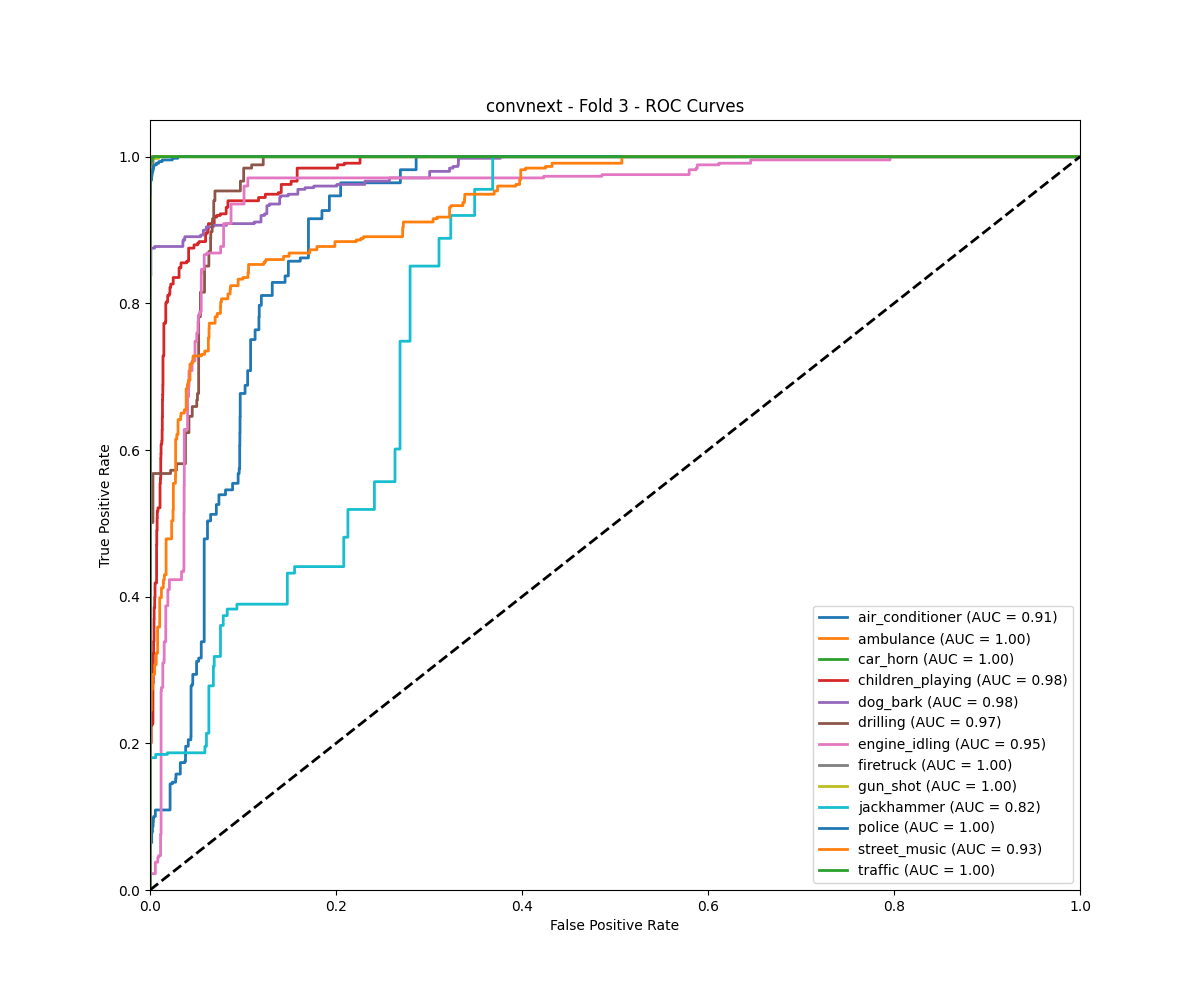 convnext - Fold 3 - ROC Curves
True Positive Rate
1.0
0.8
0.6
0.4
0.2
0.0
air_conditioner (AUC = 0.91)
ambulance (AUC = 1.00)
car_horn (AUC = 1.00)
children_playing (AUC = 0.98)
dog_bark (AUC = 0.98)
drilling (AUC = 0.97)
engine_idling (AUC = 0.95)
firetruck (AUC = 1.00)
gun_shot (AUC = 1.00)
jackhammer (AUC = 0.82)
police (AUC = 1.00)
street_music (AUC = 0.93)
traffic (AUC = 1.00)
0.0 0.2 0.4 0.6 0.8 1.0
False Positive Rate